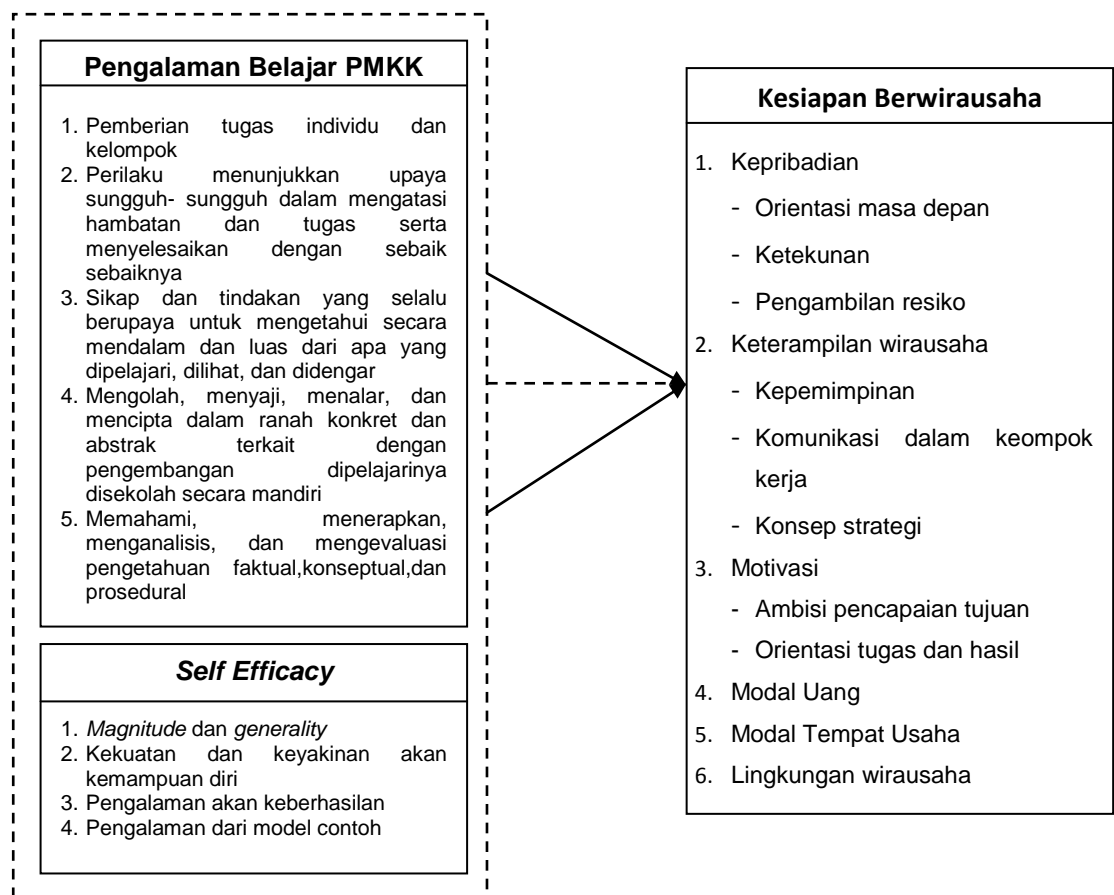 Pengalaman Belajar PMKK
1. Pemberian tugas individu dan
kelompok
2. Perilaku menunjukkan upaya
sungguh- sungguh dalam mengatasi
hambatan dan tugas serta
menyelesaikan dengan sebaik
sebaiknya
3. Sikap dan tindakan yang selalu
berupaya untuk mengetahui secara
mendalam dan luas dari apa yang
dipelajari, dilihat, dan didengar
4. Mengolah, menyaji, menalar, dan
mencipta dalam ranah konkret dan
abstrak terkait dengan
pengembangan dipelajarinya
disekolah secara mandiri
5. Memahami, menerapkan,
menganalisis, dan mengevaluasi
pengetahuan faktual,konseptual,dan
prosedural
Self Efficacy
1. Magnitude dan generality
2. Kekuatan dan keyakinan akan
kemampuan diri
3. Pengalaman akan keberhasilan
4. Pengalaman dari model contoh
Kesiapan Berwirausaha
1. Kepribadian
- Orientasi masa depan
- Ketekunan
- Pengambilan resiko
2. Keterampilan wirausaha
- Kepemimpinan
- Komunikasi dalam keompok
kerja
- Konsep strategi
3. Motivasi
- Ambisi pencapaian tujuan
- Orientasi tugas dan hasil
4. Modal Uang
5. Modal Tempat Usaha
6. Lingkungan wirausaha